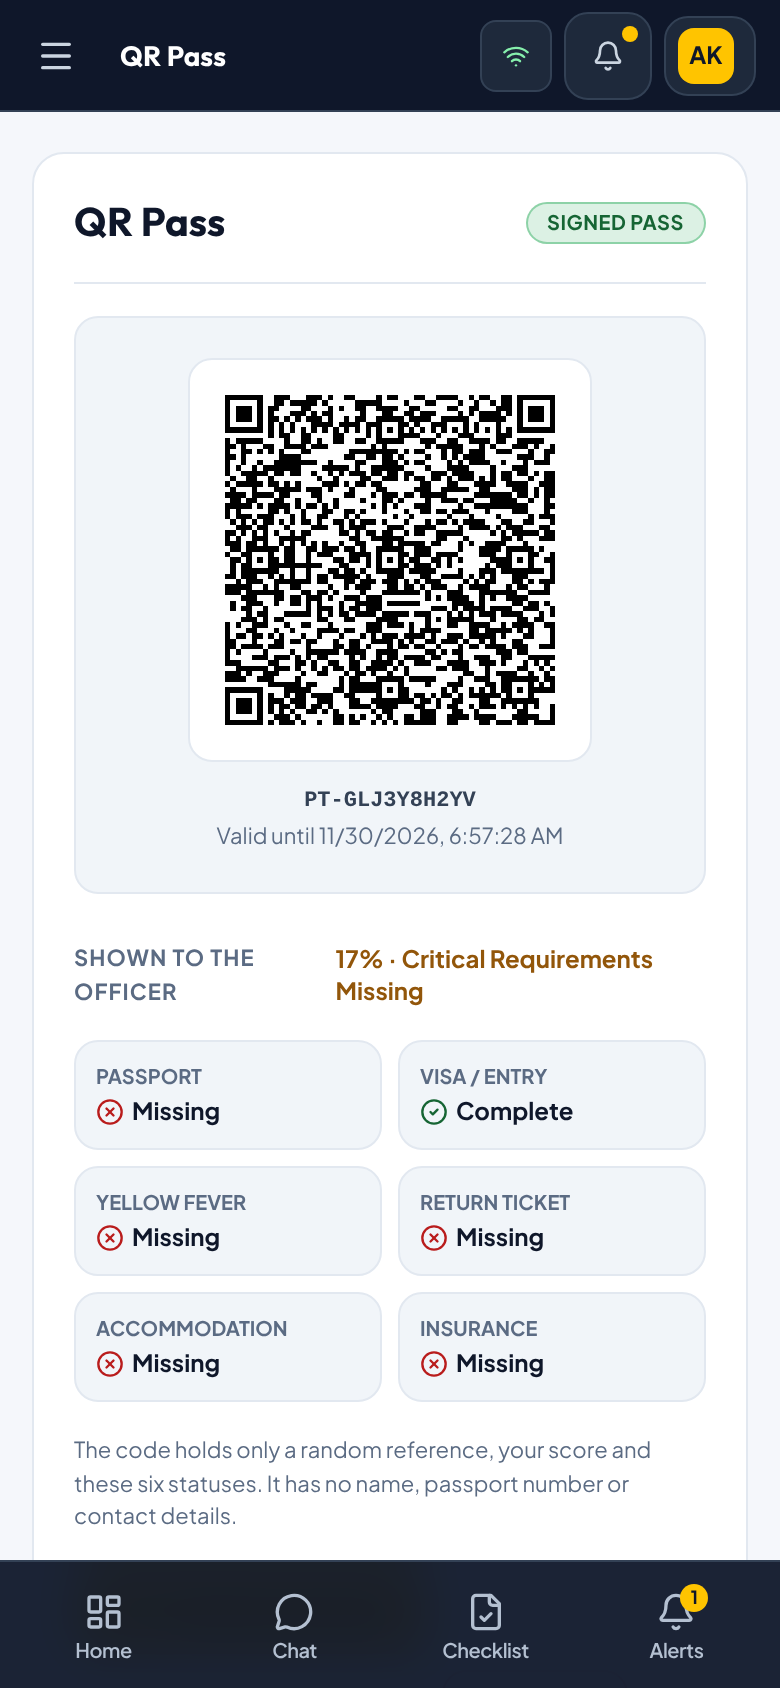 QR Pass
AK
QR Pass
SIGNED PASS
PT-GLJ3Y8H2YV
Valid until 11/30/2026, 6:57:28 AM
SHOWN TO THE
OFFICER
17% · Critical Requirements
Missing
PASSPORT
Missing
VISA / ENTRY
Complete
YELLOW FEVER
Missing
RETURN TICKET
Missing
ACCOMMODATION
Missing
INSURANCE
Missing
The code holds only a random reference, your score and
these six statuses. It has no name, passport number or
contact details.
Home
Chat
Checklist
1
Alerts